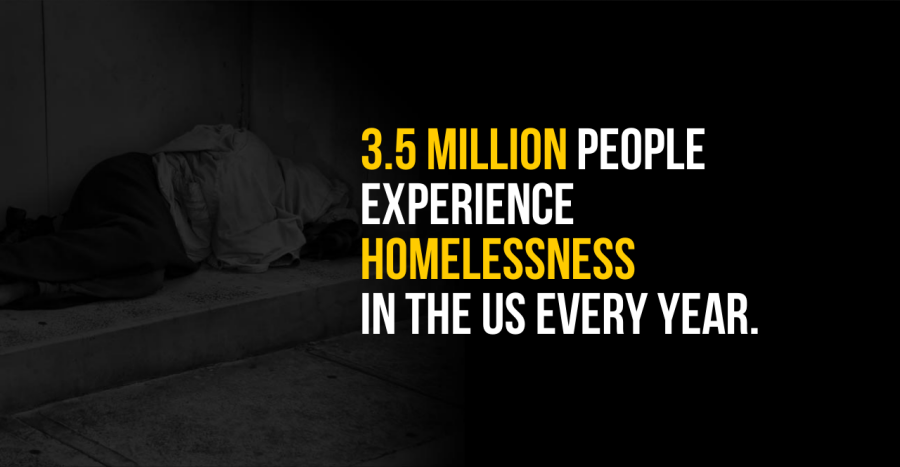 3.5 MILLION PEOPLE
EXPERIENCE
HOMELESSNESS
IN THE US EVERY YEAR.